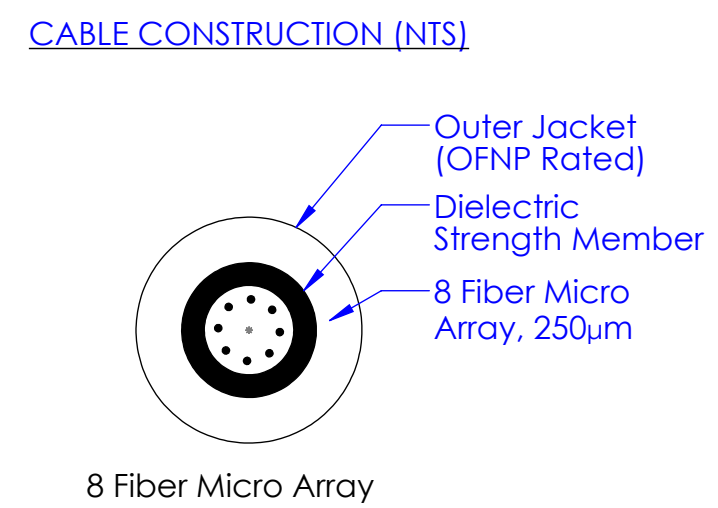 CABLE CONSTRUCTION (NTS)
Outer Jacket
(OFNP Rated)
Dielectric
Strength Member
8 Fiber Micro
Array, 250µm
8 Fiber Micro Array